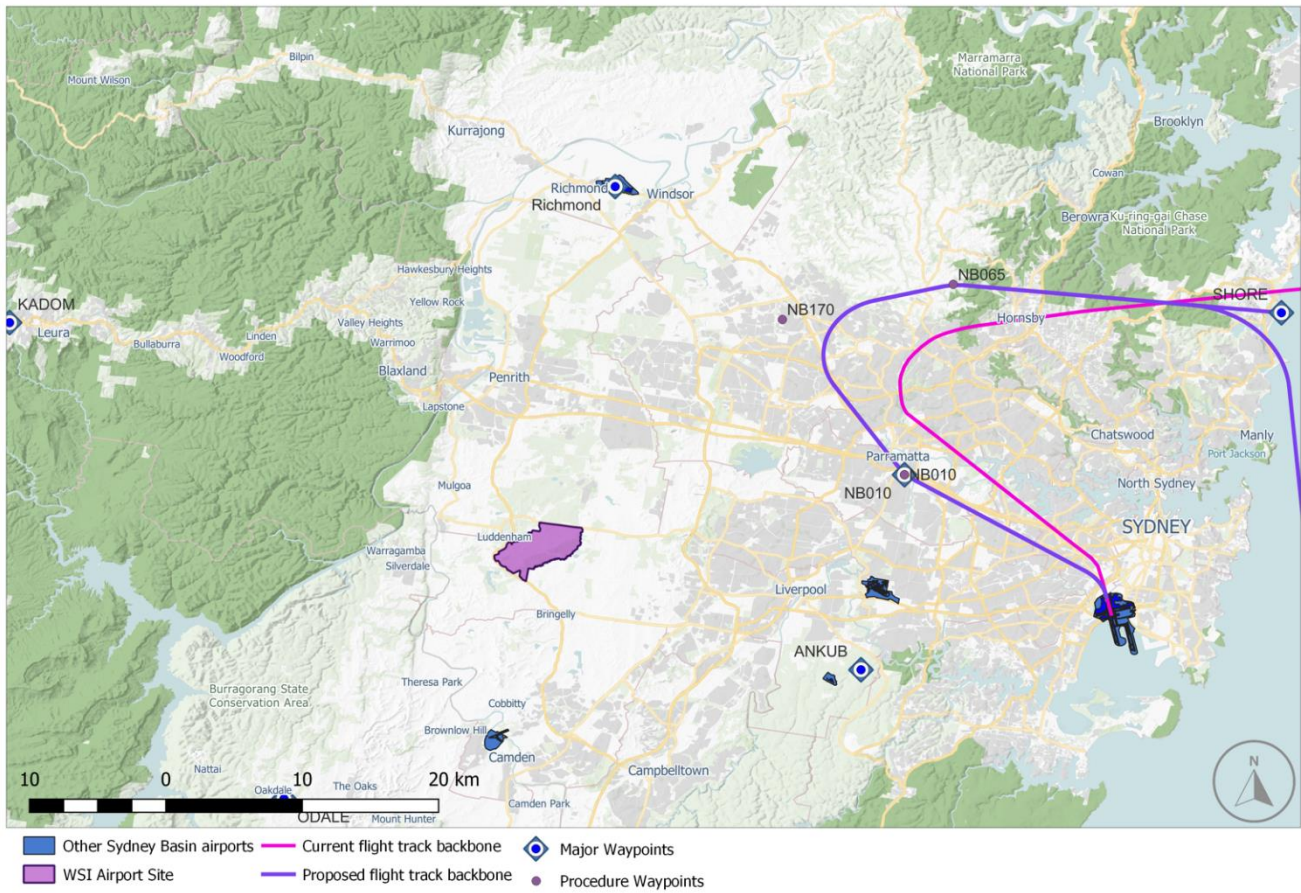 Marramarra
National Park
Bilpin
Mount Wilson
Brooklyn
Kurrajong
Cowan
Richmond
Windsor
Richmond
Berowra
Ku-ring-gai Chase
National Park
Hawkesbury Heights
NB065
KADOM
Yellow Rock
SHORE
NB170
Hornsby
Leura
Linden
Valley Heights
Bullaburra
Warrimoo
Woodford
Blaxland
Penrith
Lapstone
Chatswood
Manly
Parramatta
Port Jackson
NB010
Mulgoa
NB010
North Sydney
SYDNEY
Luddenham
Warragamba
Silverdale
Liverpool
Bringelly
ANKUB
Theresa Park
Burragorang State
Conservation Area
Cobbitty
Brownlow Hill
Camden
Nattai
Campbelltown
N
10 0 10 20 km
Oakdale
The Oaks
Camden Park
ODALE
Mount Hunter
Other Sydney Basin airports
Current flight track backbone
Major Waypoints
WSI Airport Site
Proposed flight track backbone
Procedure Waypoints